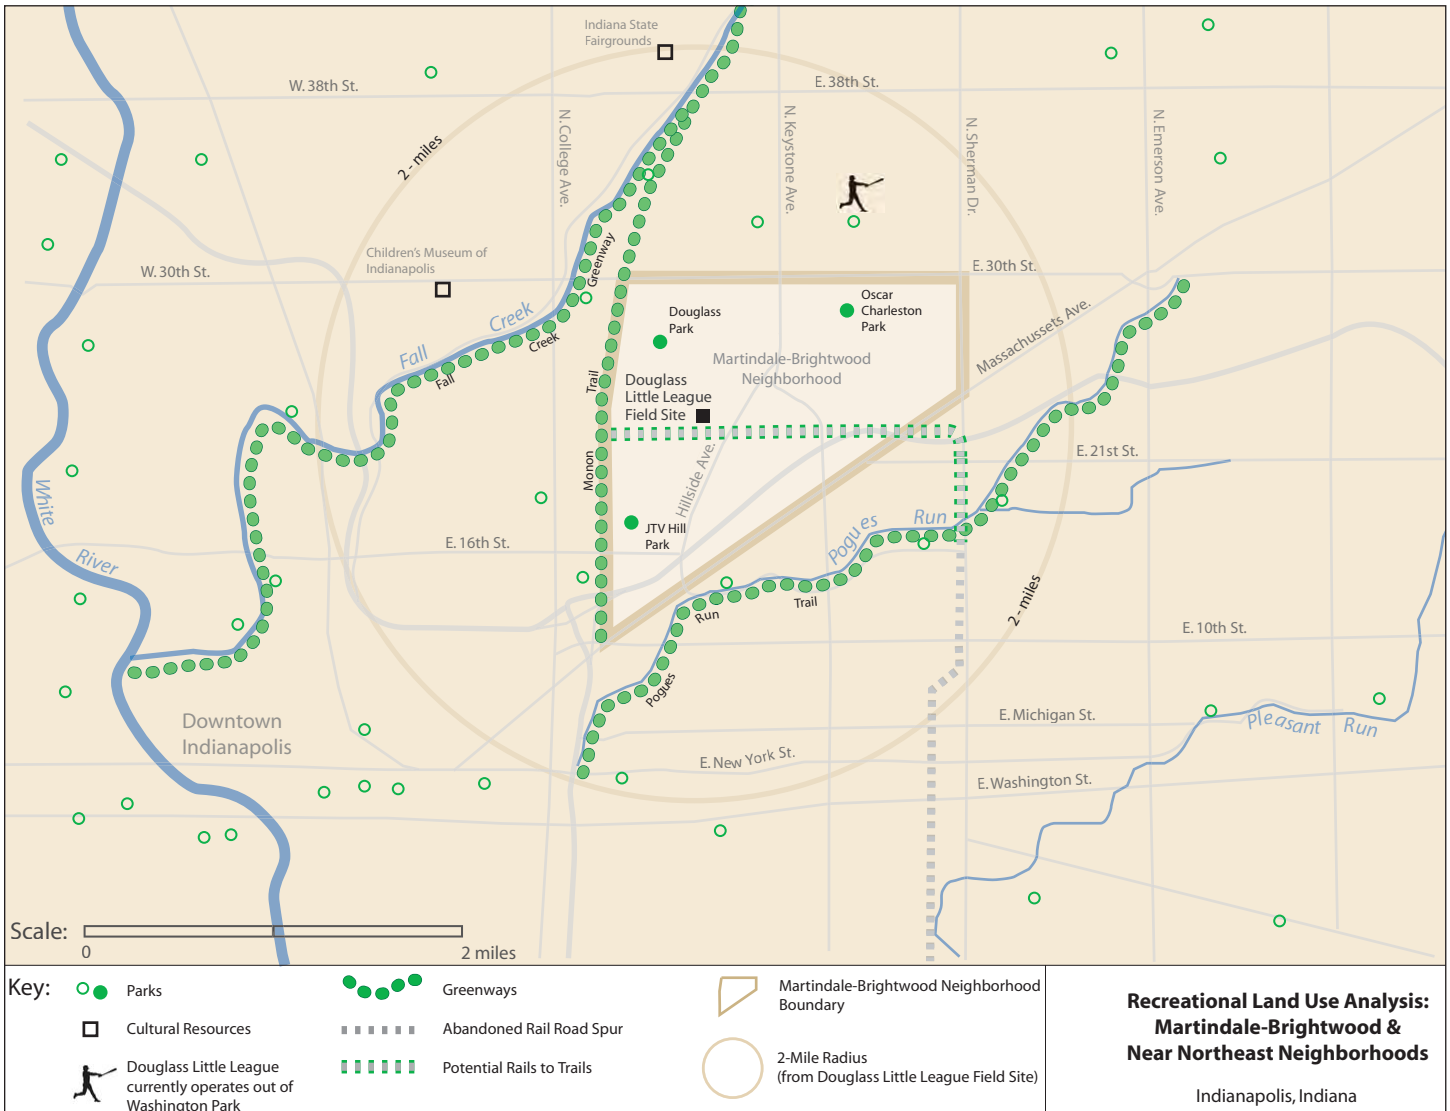 Indiana State
Fairgrounds
W. 38th St.
E. 38th St.
2 - miles
N. College Ave.
N. Keystone Ave.
N. Sherman Dr.
N. Emerson Ave.
Children's Museum of
Indianapolis
W. 30th St.
E. 30th St.
Greenway
Creek
Fall
Fall
Creek
Massachussets Ave.
Douglass
Park
Oscar
Charleston
Park
Martindale-Brightwood
Neighborhood
Douglass
Little League
Field Site
Trail
Monon
Hillside Ave.
E. 21st St.
White
River
JTV Hill
Park
E. 16th St.
Pogues
Run
Run
Trail
Pogues
2 - miles
E. 10th St.
Downtown
Indianapolis
E. Michigan St.
Pleasant
Run
E. New York St.
E. Washington St.
Scale:
0
2 miles
Key:
Parks
Cultural Resources
Douglass Little League
currently operates out of
Washington Park
Greenways
Abandoned Rail Road Spur
Potential Rails to Trails
Martindale-Brightwood Neighborhood
Boundary
2-Mile Radius
(from Douglass Little League Field Site)
Recreational Land Use Analysis:
Martindale-Brightwood &
Near Northeast Neighborhoods
Indianapolis, Indiana